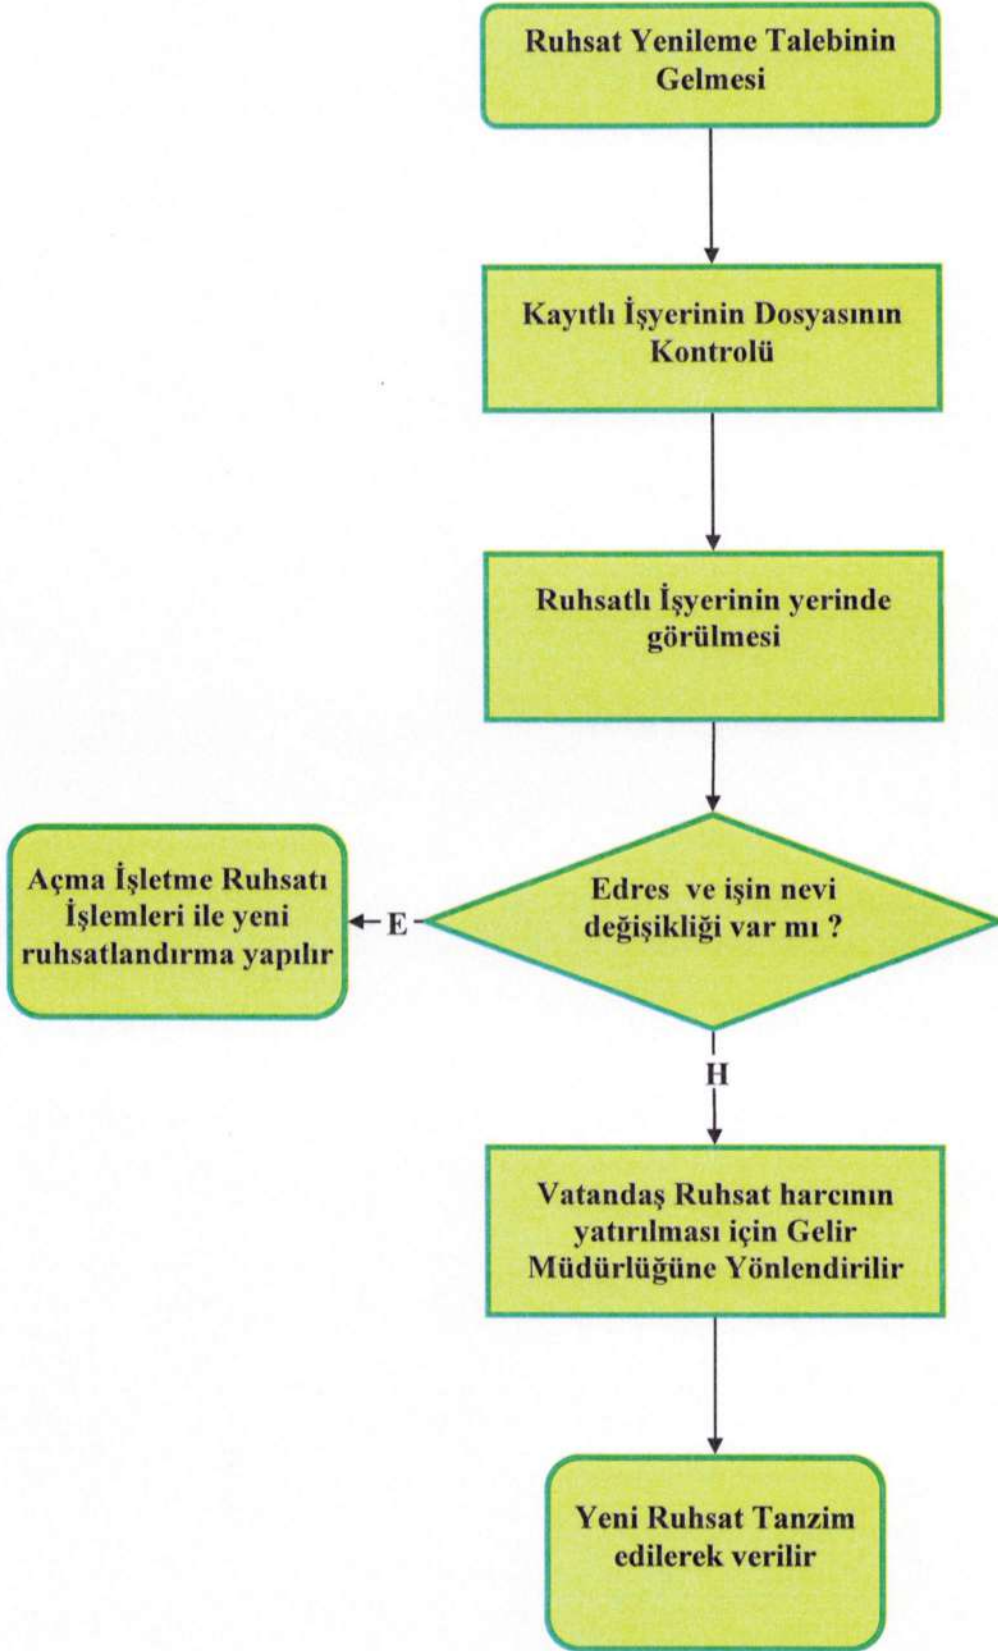 Ruhsat Yenileme Talebinin
Gelmesi
Kayıtlı İşyerinin Dosyasının
Kontrolü
Ruhsatlı İşyerinin yerinde
görülmesi
Edres ve işin nevi
değişikliği var mı ?
E
Açma İşletme Ruhsatı
İşlemleri ile yeni
ruhsatlandırma yapılır
H
Vatandaş Ruhsat harcının
yatırılması için Gelir
Müdürlüğüne Yönlendirilir
Yeni Ruhsat Tanzim
edilerek verilir